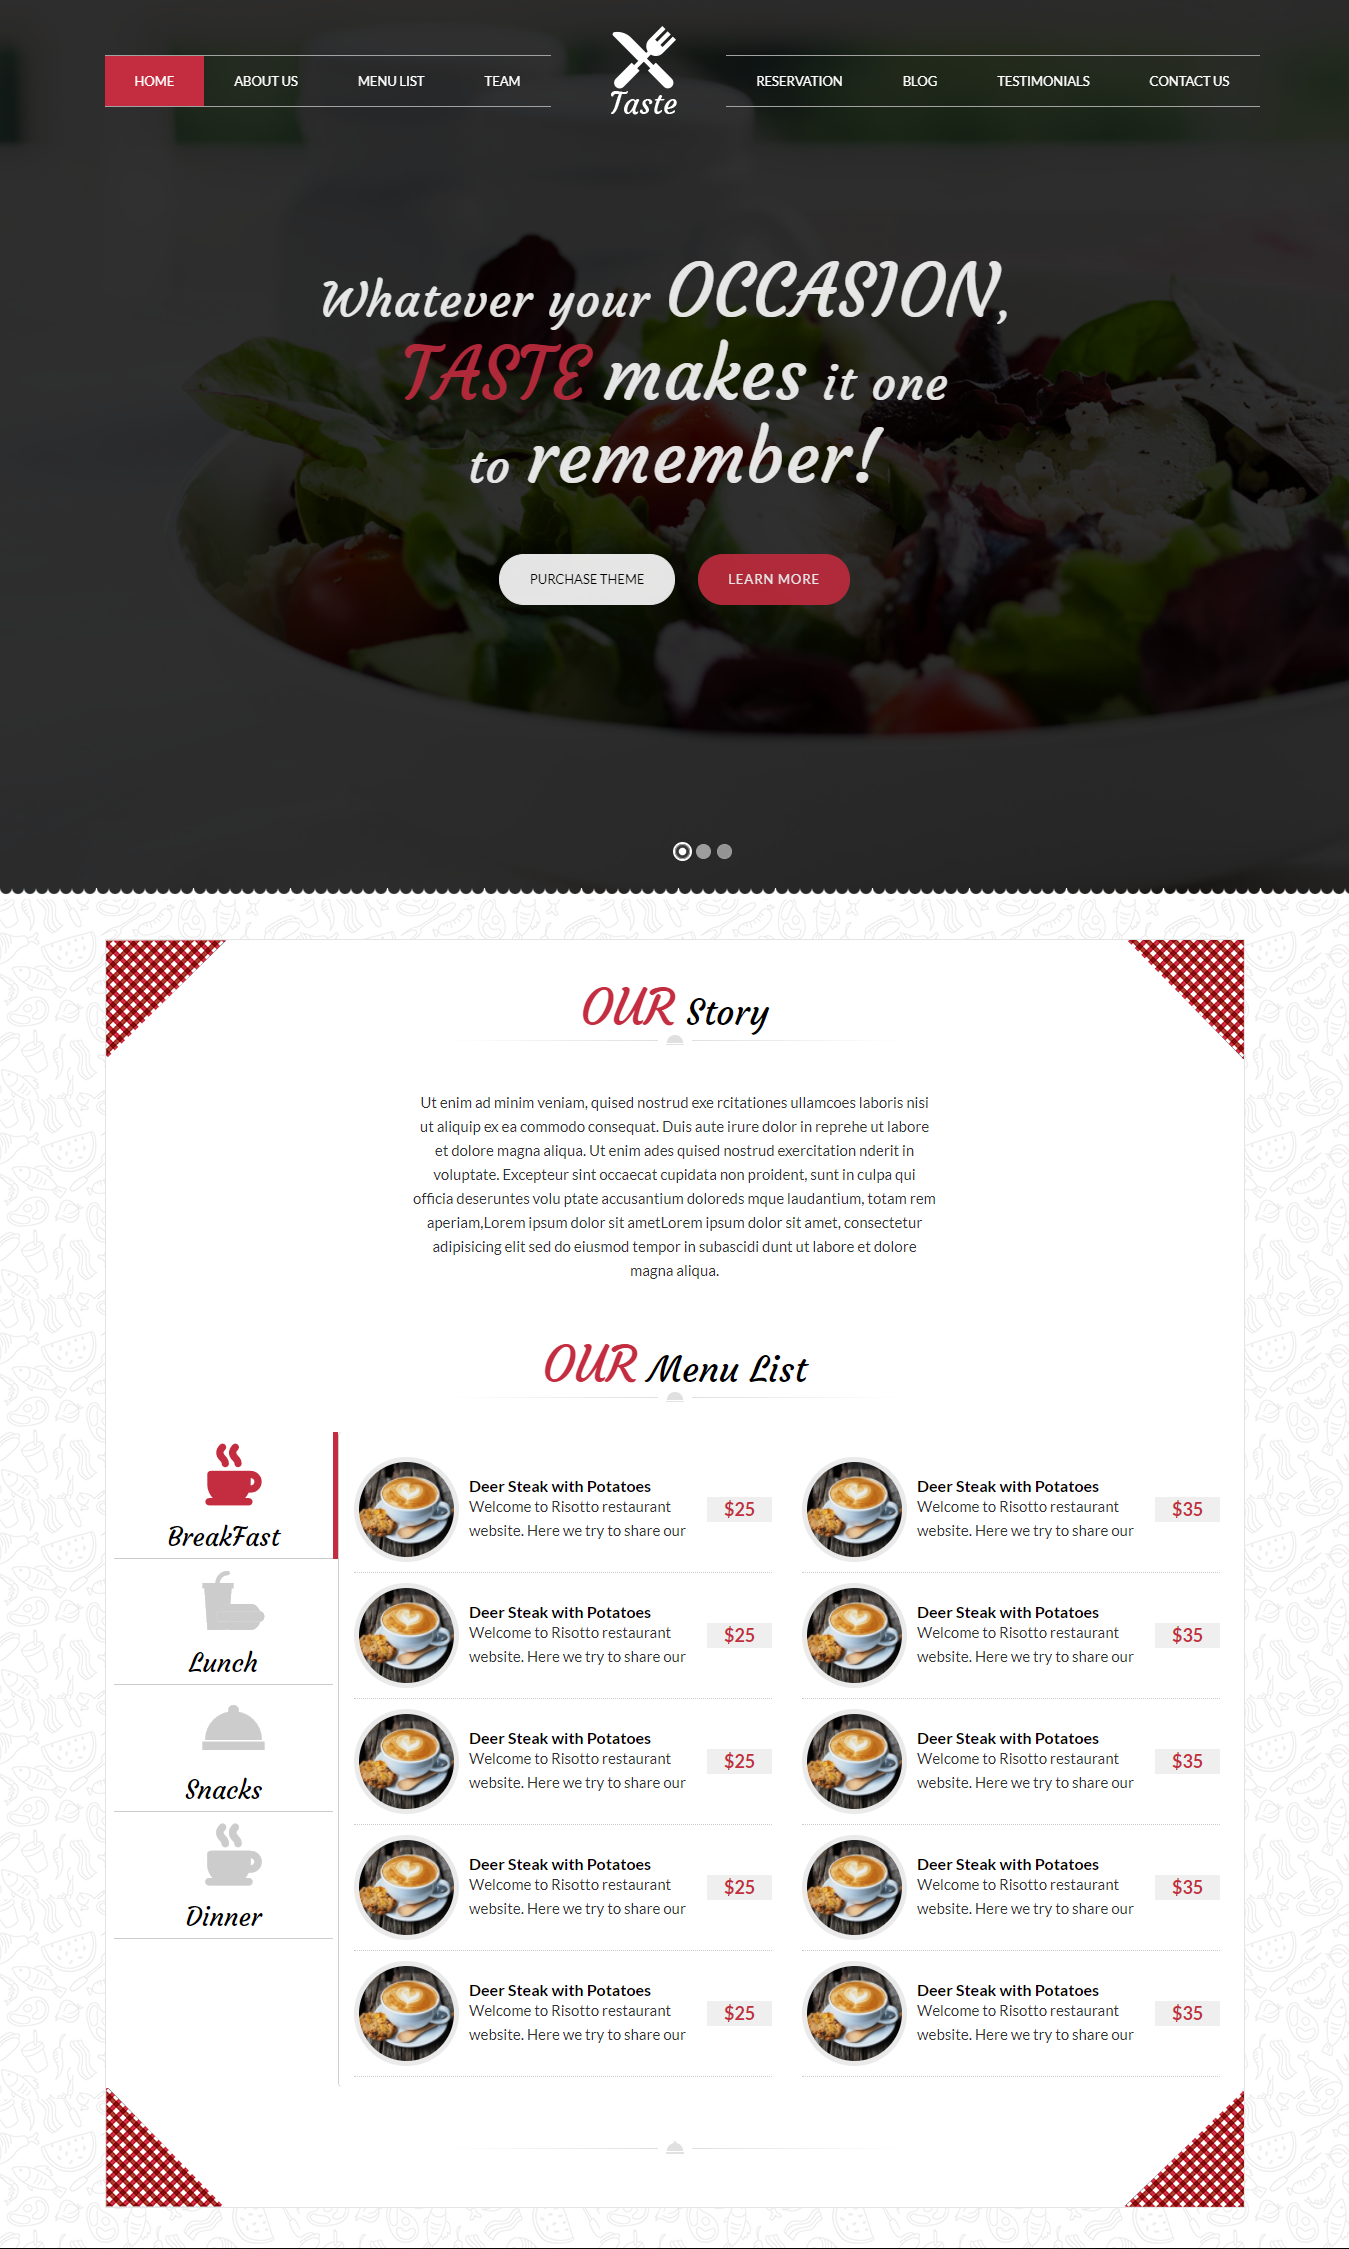 HOME ABOUT US MENU LIST TEAM
Taste
RESERVATION BLOG TESTIMONIALS CONTACT US
Whatever your OCCASION,
TASTE makes it one
to remember!
PURCHASE THEME LEARN MORE
OUR Story
Ut enim ad minim veniam, quised nostrud exe rcitationes ullamcoes laboris nisi
ut aliquip ex ea commodo consequat. Duis aute irure dolor in reprehe ut labore
et dolore magna aliqua. Ut enim ades quised nostrud exercitation nderit in
voluptate. Excepteur sint occaecat cupidata non proident, sunt in culpa qui
officia deseruntes volu ptate accusantium doloreds mque laudantium, totam rem
aperiam,Lorem ipsum dolor sit ametLorem ipsum dolor sit amet, consectetur
adipisicing elit sed do eiusmod tempor in subascidi dunt ut labore et dolore
magna aliqua.
OUR Menu List
BreakFast
Lunch
Snacks
Dinner
Deer Steak with Potatoes
Welcome to Risotto restaurant
website. Here we try to share our
$25
Deer Steak with Potatoes
Welcome to Risotto restaurant
website. Here we try to share our
$35
Deer Steak with Potatoes
Welcome to Risotto restaurant
website. Here we try to share our
$25
Deer Steak with Potatoes
Welcome to Risotto restaurant
website. Here we try to share our
$35
Deer Steak with Potatoes
Welcome to Risotto restaurant
website. Here we try to share our
$25
Deer Steak with Potatoes
Welcome to Risotto restaurant
website. Here we try to share our
$35
Deer Steak with Potatoes
Welcome to Risotto restaurant
website. Here we try to share our
$25
Deer Steak with Potatoes
Welcome to Risotto restaurant
website. Here we try to share our
$35
Deer Steak with Potatoes
Welcome to Risotto restaurant
website. Here we try to share our
$25
Deer Steak with Potatoes
Welcome to Risotto restaurant
website. Here we try to share our
$35